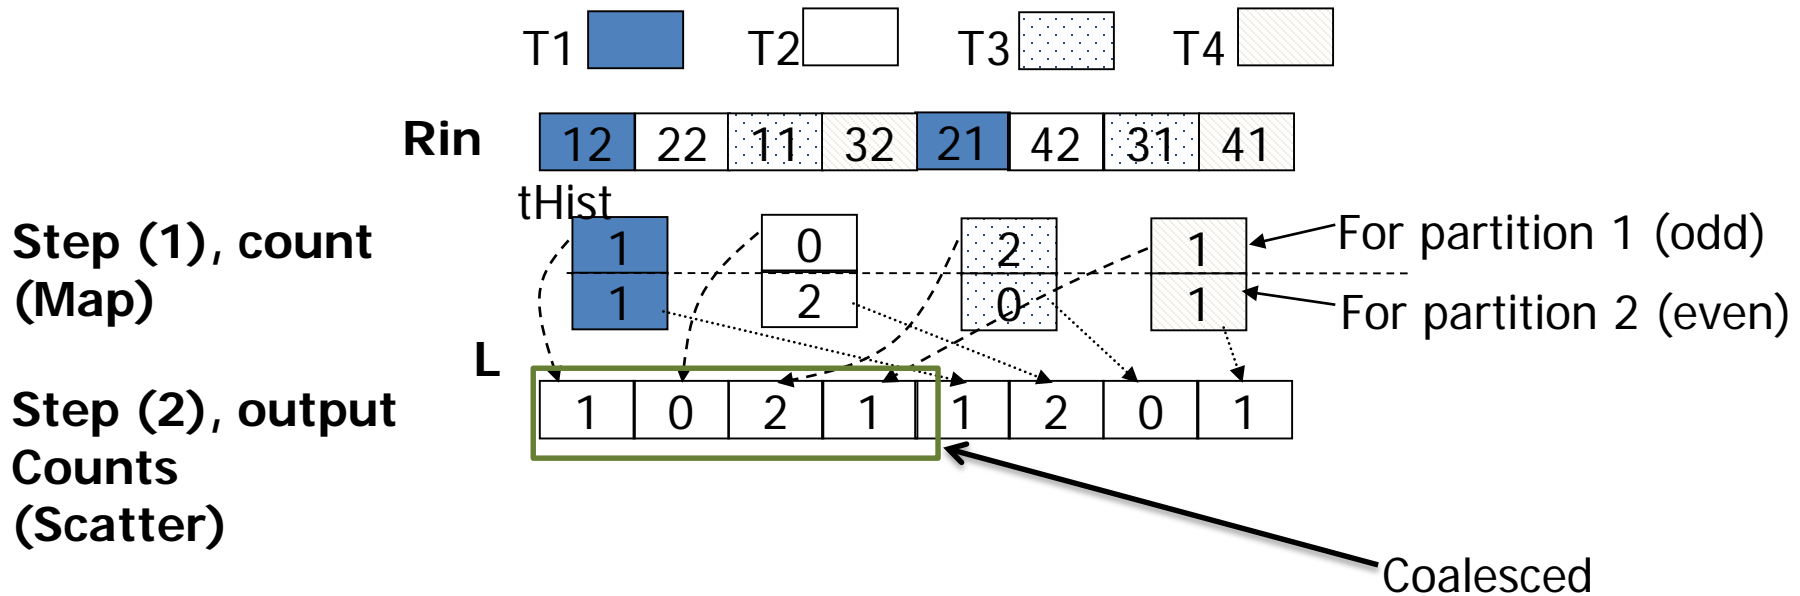 T1 T2 T3 T4
Rin 12 22 11 32 21 42 31 41
tHist
Step (1), count
(Map)
1 0 2 1
1 2 0 1
For partition 1 (odd)
For partition 2 (even)
L
1 0 2 1 1 2 0 1
Step (2), output
Counts
(Scatter)
Coalesced